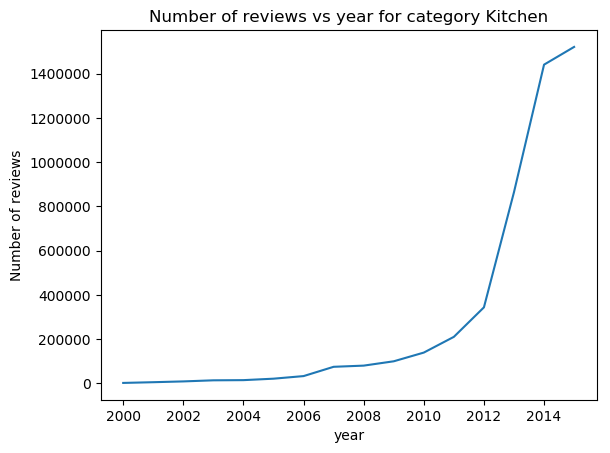 Number of reviews vs year for category Kitchen
1400000
1200000
1000000
800000
600000
400000
200000
0
Number of reviews
2000 2002 2004 2006 2008 2010 2012 2014
year